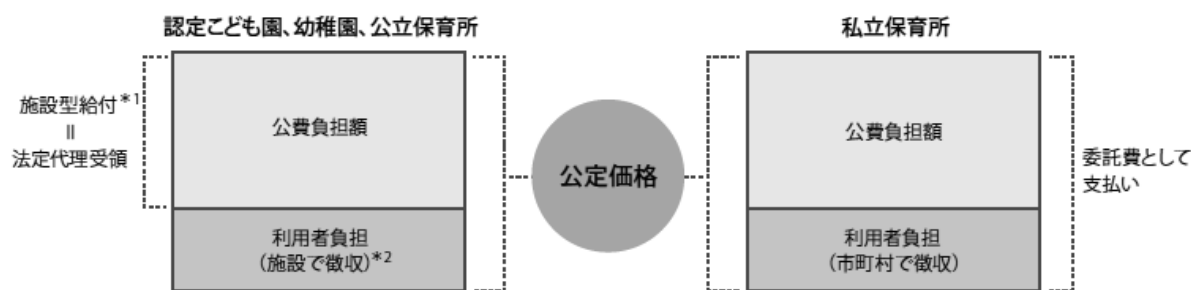 認定こども園、幼稚園、公立保育所
施設型給付*1
॥
法定代理受領
公費負担額
利用者負担
(施設で徴収)*2
公定価格
私立保育所
公費負担額
利用者負担
(市町村で徴収)
委託費として
支払い